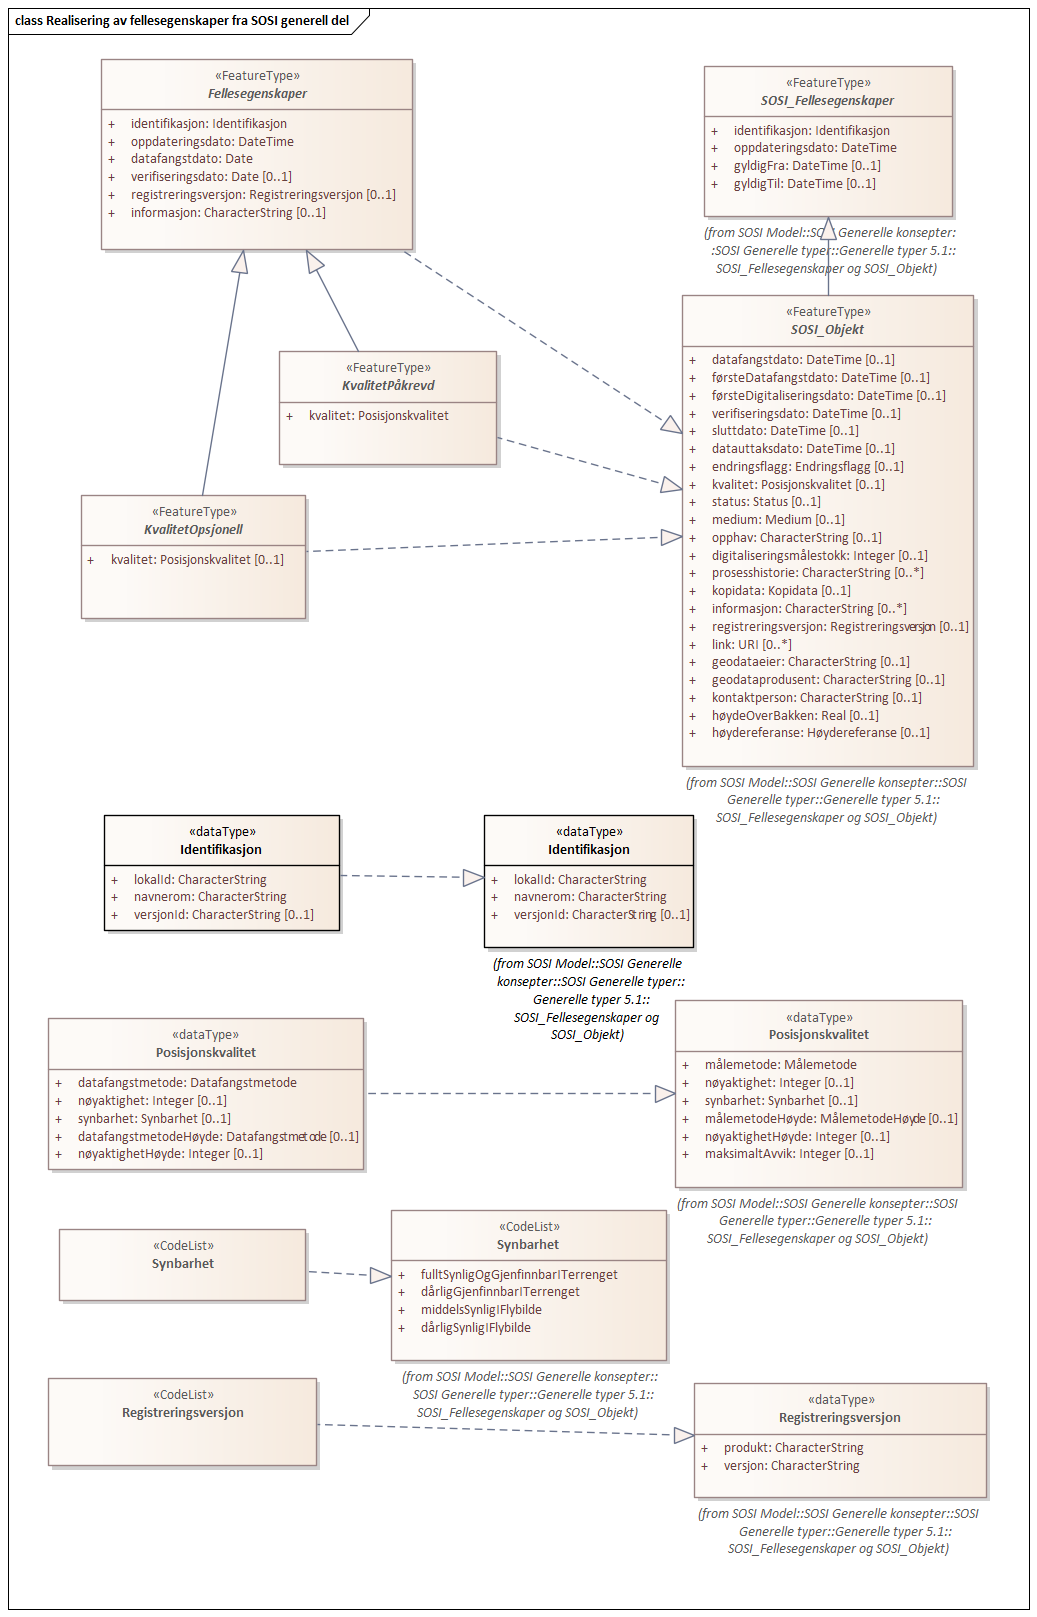 class Realisering av fellesegenskaper fra SOSI generell del
«FeatureType»
Fellesegenskaper
+ identifikasjon: Identifikasjon
+ oppdateringsdato: DateTime
+ datafangstdato: Date
+ verifiseringsdato: Date [0..1]
+ registreringsversjon: Registreringsversjon [0..1]
+ informasjon: CharacterString [0..1]
«FeatureType»
SOSI_Fellesegenskaper
+ identifikasjon: Identifikasjon
+ oppdateringsdato: DateTime
+ gyldigFra: DateTime [0..1]
+ gyldigTil: DateTime [0..1]
(from SOSI Model::SOSI Generelle konsepter:
:SOSI Generelle typer::Generelle typer 5.1::
SOSI_Fellesegenskaper og SOSI_Objekt)
«FeatureType»
KvalitetPåkrevd
+ kvalitet: Posisjonskvalitet
«FeatureType»
KvalitetOpsjonell
+ kvalitet: Posisjonskvalitet [0..1]
«FeatureType»
SOSI_Objekt
+ datafangstdato: DateTime [0..1]
+ førsteDatafangstdato: DateTime [0..1]
+ førsteDigitaliseringsdato: DateTime [0..1]
+ verifiseringsdato: DateTime [0..1]
+ sluttdato: DateTime [0..1]
+ datauttaksdato: DateTime [0..1]
+ endringsflagg: Endringsflagg [0..1]
+ kvalitet: Posisjonskvalitet [0..1]
+ status: Status [0..1]
+ medium: Medium [0..1]
+ opphav: CharacterString [0..1]
+ digitaliseringsmålestokk: Integer [0..1]
+ prosesshistorie: CharacterString [0..*]
+ kopidata: Kopidata [0..1]
+ informasjon: CharacterString [0..*]
+ registreringsversjon: Registreringsversjon [0..1]
+ link: URI [0..*]
+ geodataeier: CharacterString [0..1]
+ geodataprodusent: CharacterString [0..1]
+ kontaktperson: CharacterString [0..1]
+ høydeOverBakken: Real [0..1]
+ høydereferanse: Høydereferanse [0..1]
(from SOSI Model::SOSI Generelle konsepter::SOSI
Generelle typer::Generelle typer 5.1::
SOSI_Fellesegenskaper og SOSI_Objekt)
«dataType»
Identifikasjon
+ lokalId: CharacterString
+ navnerom: CharacterString
+ versjonId: CharacterString [0..1]
«dataType»
Identifikasjon
+ lokalId: CharacterString
+ navnerom: CharacterString
+ versjonId: CharacterString [0..1]
(from SOSI Model::SOSI Generelle
konsepter::SOSI Generelle typer::
Generelle typer 5.1::
SOSI_Fellesegenskaper og
SOSI_Objekt)
«dataType»
Posisjonskvalitet
+ datafangstmetode: Datafangstmetode
+ nøyaktighet: Integer [0..1]
+ synbarhet: Synbarhet [0..1]
+ datafangstmetodeHøyde: Datafangstmetode [0..1]
+ nøyaktighetHøyde: Integer [0..1]
«dataType»
Posisjonskvalitet
+ målemetode: Målemetode
+ nøyaktighet: Integer [0..1]
+ synbarhet: Synbarhet [0..1]
+ målemetodeHøyde: MålemetodeHøyde [0..1]
+ nøyaktighetHøyde: Integer [0..1]
+ maksimaltAvvik: Integer [0..1]
(from SOSI Model::SOSI Generelle konsepter::SOSI
Generelle typer::Generelle typer 5.1::
SOSI_Fellesegenskaper og SOSI_Objekt)
«CodeList»
Synbarhet
«CodeList»
Synbarhet
+ fulltSynligOgGjenfinnbarITerrenget
+ dårligGjenfinnbarITerrenget
+ middelsSynligIFlybilde
+ dårligSynligIFlybilde
(from SOSI Model::SOSI Generelle konsepter::
SOSI Generelle typer::Generelle typer 5.1::
SOSI_Fellesegenskaper og SOSI_Objekt)
«CodeList»
Registreringsversjon
«dataType»
Registreringsversjon
+ produkt: CharacterString
+ versjon: CharacterString
(from SOSI Model::SOSI Generelle konsepter::SOSI
Generelle typer::Generelle typer 5.1::
SOSI_Fellesegenskaper og SOSI_Objekt)